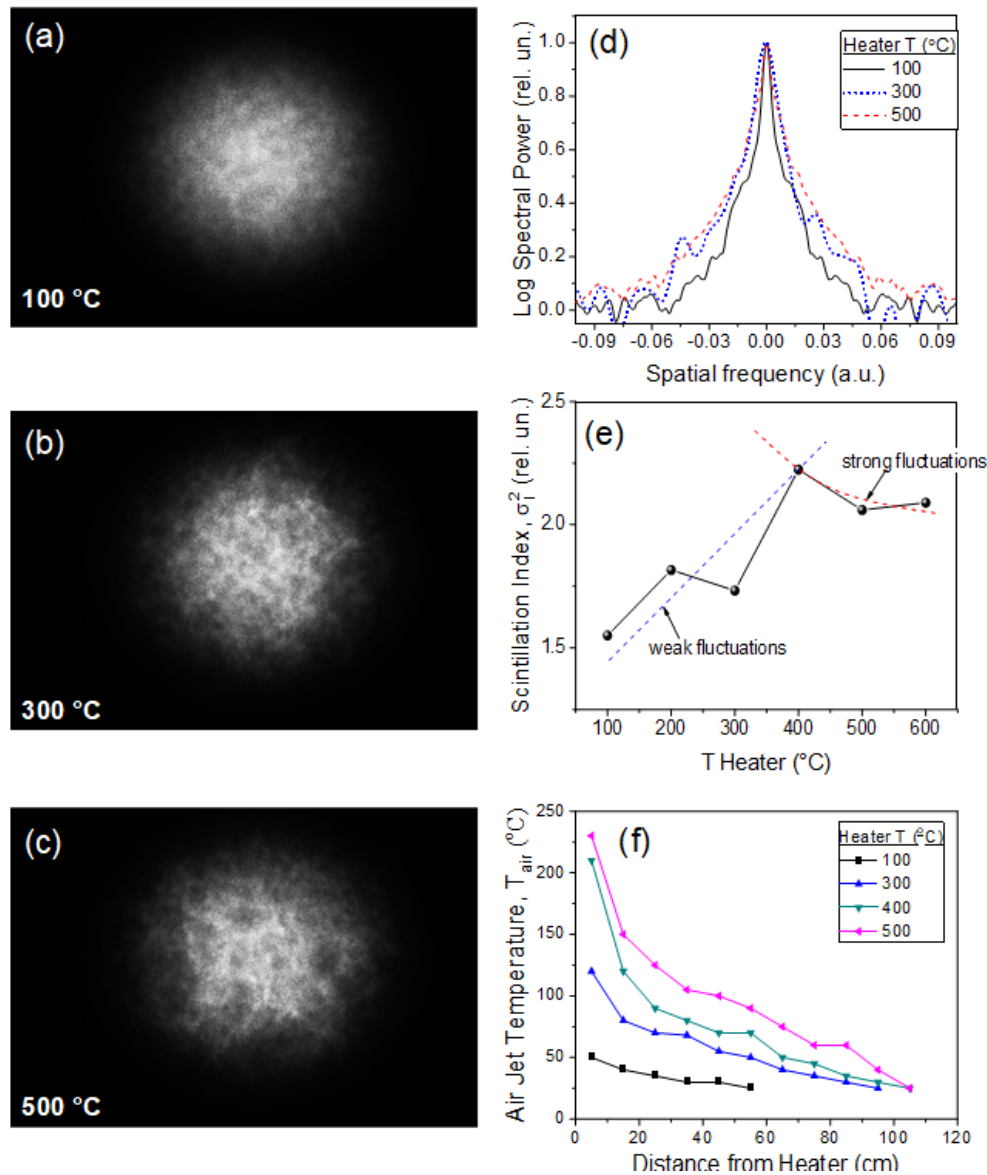 (a)
100 °C
(b)
300 °C
(c)
500 °C
(d)
Heater T (°C)
100
300
500
1.0
0.8
0.6
0.4
0.2
0.0
Log Spectral Power (rel. un.)
-0.09 -0.06 -0.03 0.00 0.03 0.06 0.09
Spatial frequency (a.u.)
(e)
2.5
2.0
1.5
Scintillation Index, σ²I (rel. un.)
strong fluctuations
weak fluctuations
100 200 300 400 500 600
T Heater (°C)
(f)
Heater T (°C)
100
300
400
500
250
200
150
100
50
0
Air Jet Temperature, Tair (°C)
0 20 40 60 80 100 120
Distance from Heater (cm)